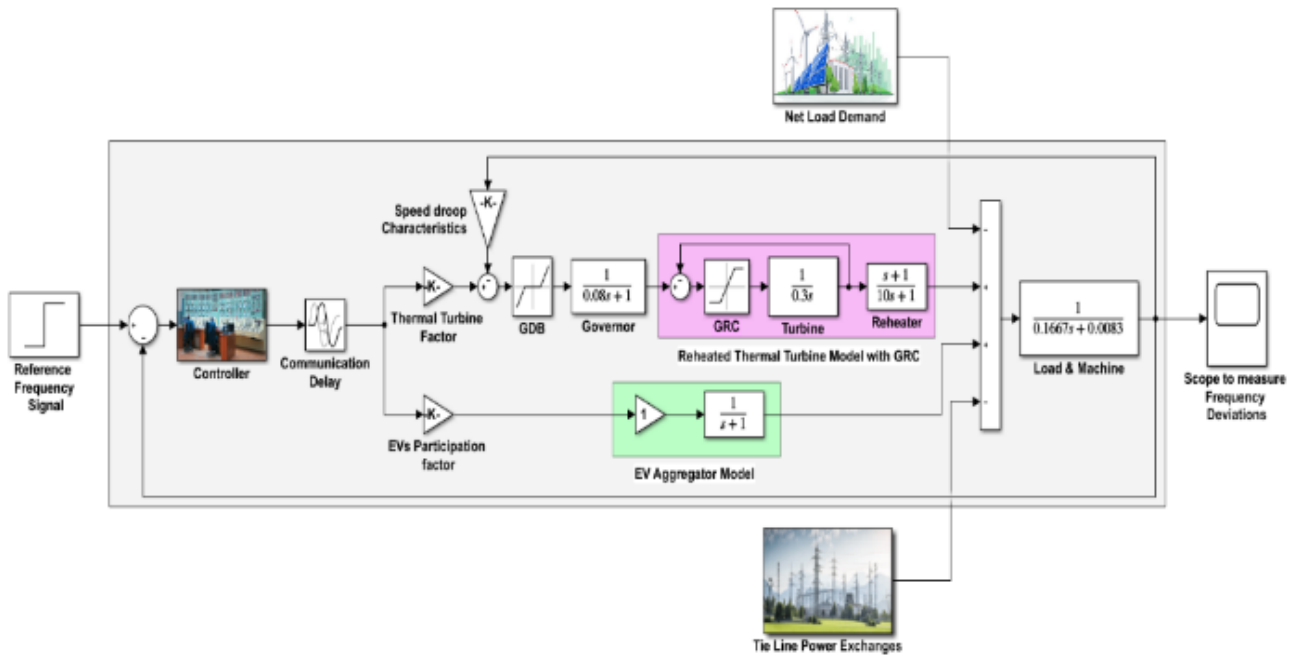 Net Load Demand
Speed droop
Characteristics
-K-
Reference
Frequency
Signal
Controller
Communication
Delay
-K-
Thermal Turbine
Factor
GDB
1
0.08s + 1
Governor
GRC
1
0.3s
Turbine
s + 1
10s + 1
Reheater
Reheated Thermal Turbine Model with GRC
-K-
EVs Participation
factor
1
1
s + 1
EV Aggregator Model
1
0.1667s + 0.0083
Load & Machine
Scope to measure
Frequency
Deviations
Tie Line Power Exchanges